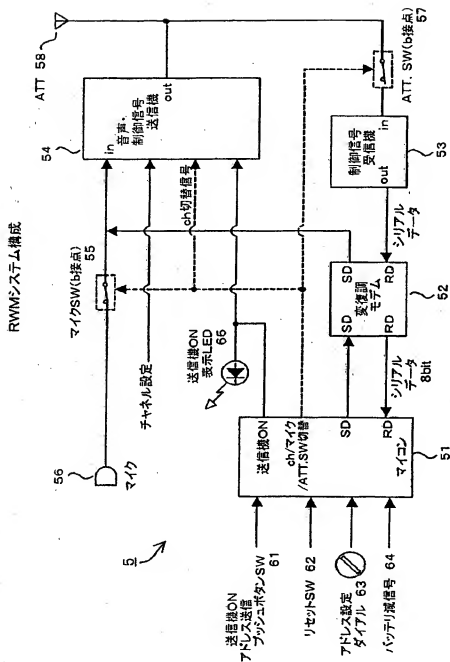 RWMシステム構成
ATT
58
ATT. SW(b接点)
57
54
in
音声・
制御信号
送信機
out
in
制御信号
受信機
out
53
マイクSW(b接点)
55
ch切替信号
シリアル
データ
56
マイク
チャネル設定
送信機ON
表示LED 65
SD
SD
変復調
モデム
RD
RD
52
シリアル
データ
8bit
5
送信機ON
ch/マイク
/ATT.SW切替
SD
RD
マイコン
51
送信機ON
アドレス送信
プッシュボタンSW 61
リセットSW 62
アドレス設定
ダイアル 63
バッテリ減信号 64